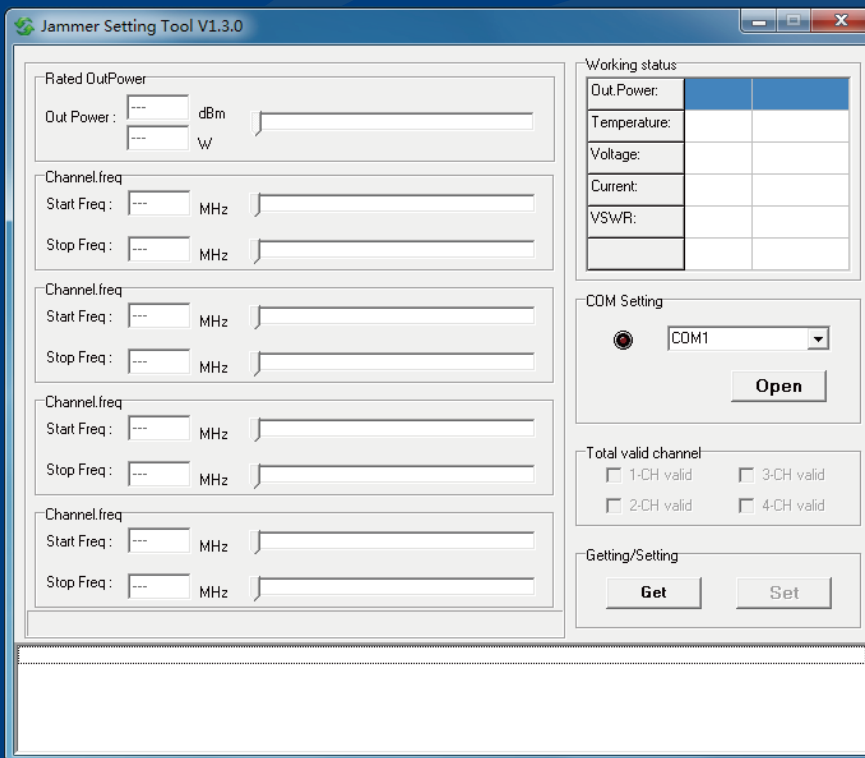 Jammer Setting Tool V1.3.0
Rated OutPower
Out Power :
---
dBm
---
W
Channel.freq
Start Freq :
---
MHz
Stop Freq :
---
MHz
Channel.freq
Start Freq :
---
MHz
Stop Freq :
---
MHz
Channel.freq
Start Freq :
---
MHz
Stop Freq :
---
MHz
Channel.freq
Start Freq :
---
MHz
Stop Freq :
---
MHz
Working status
Out.Power:
Temperature:
Voltage:
Current:
VSWR:
COM Setting
COM1
Open
Total valid channel
1-CH valid
3-CH valid
2-CH valid
4-CH valid
Getting/Setting
Get
Set